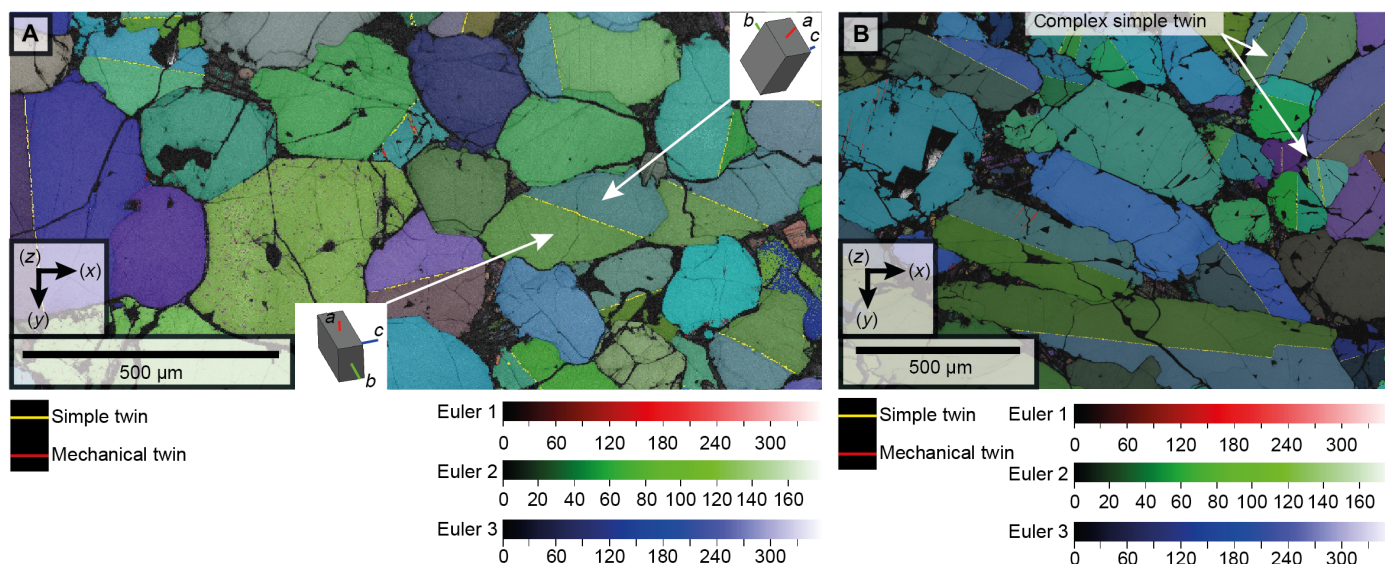 A
b
a
c
(z)
(x)
(y)
500 µm
a
c
b
Simple twin
Mechanical twin
Euler 1
0 60 120 180 240 300
Euler 2
0 20 40 60 80 100 120 140 160
Euler 3
0 60 120 180 240 300
B
Complex simple twin
(z)
(x)
(y)
500 µm
Simple twin
Mechanical twin
Euler 1
0 60 120 180 240 300
Euler 2
0 20 40 60 80 100 120 140 160
Euler 3
0 60 120 180 240 300